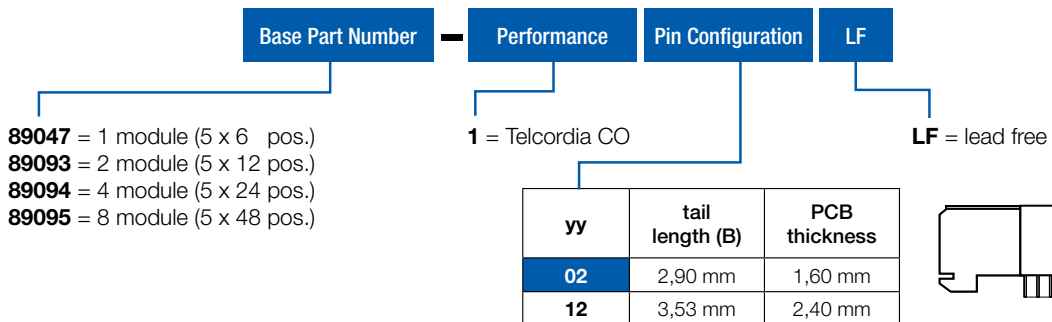 Base Part Number - Performance Pin Configuration LF
89047 = 1 module (5 x 6 pos.)
89093 = 2 module (5 x 12 pos.)
89094 = 4 module (5 x 24 pos.)
89095 = 8 module (5 x 48 pos.)
1 = Telcordia CO
LF = lead free
yy tail length (B) PCB thickness
02 2,90 mm 1,60 mm
12 3,53 mm 2,40 mm